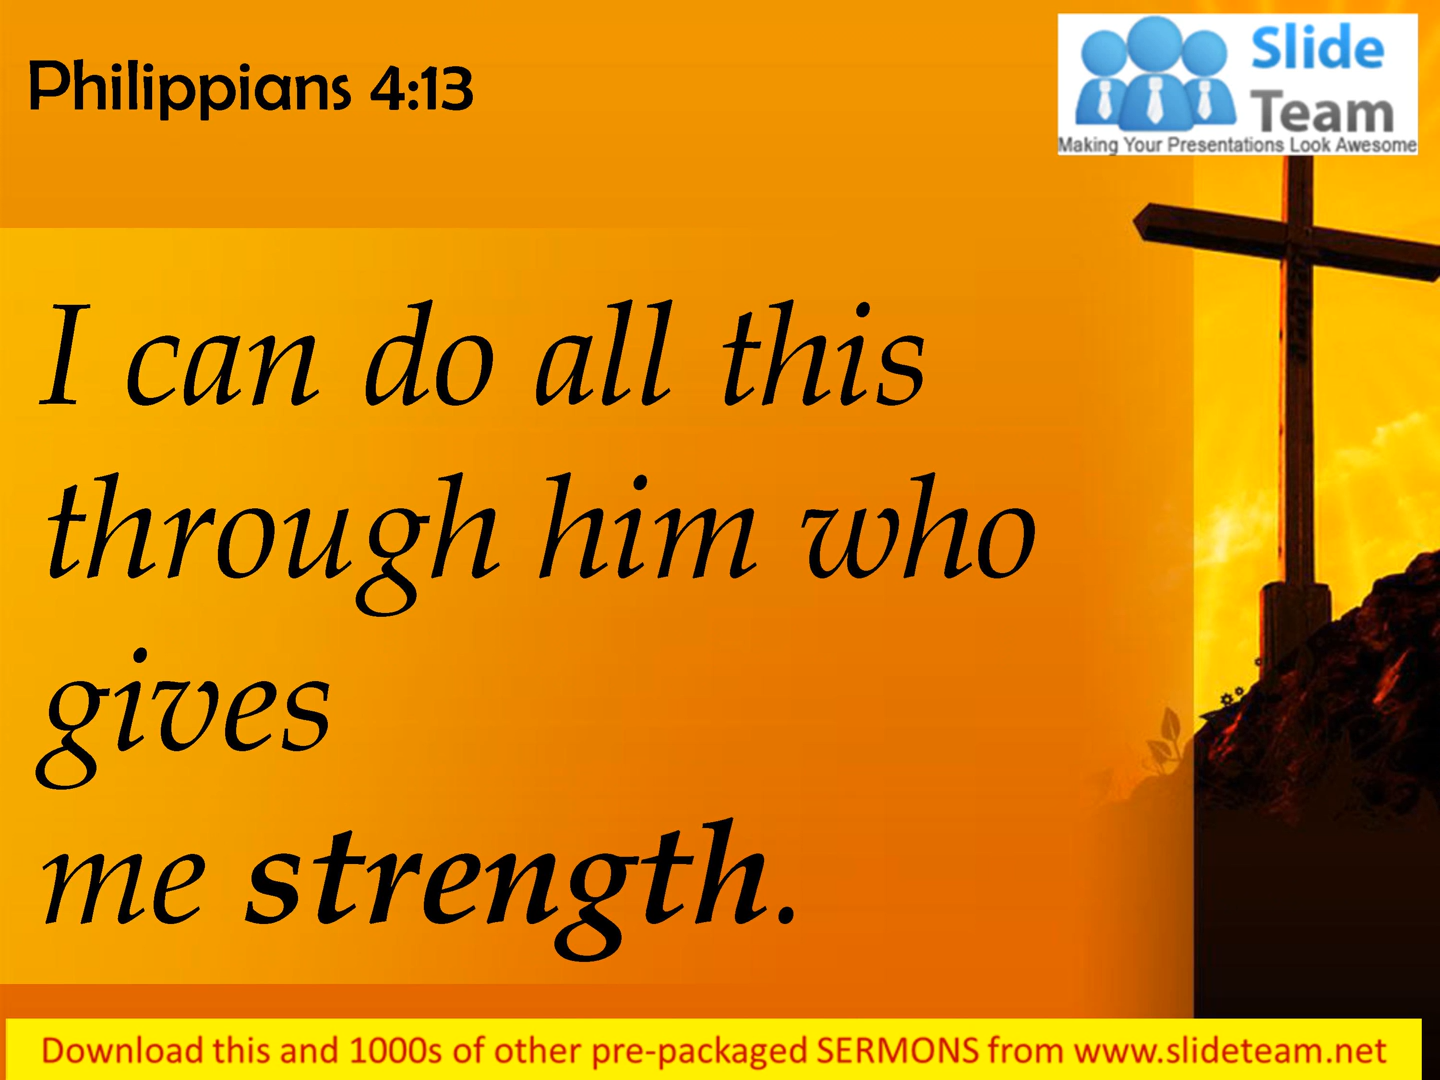 Philippians 4:13
Slide
Team
Making Your Presentations Look Awesome
I can do all this
through him who
gives
me strength.
Download this and 1000s of other pre-packaged SERMONS from www.slideteam.net